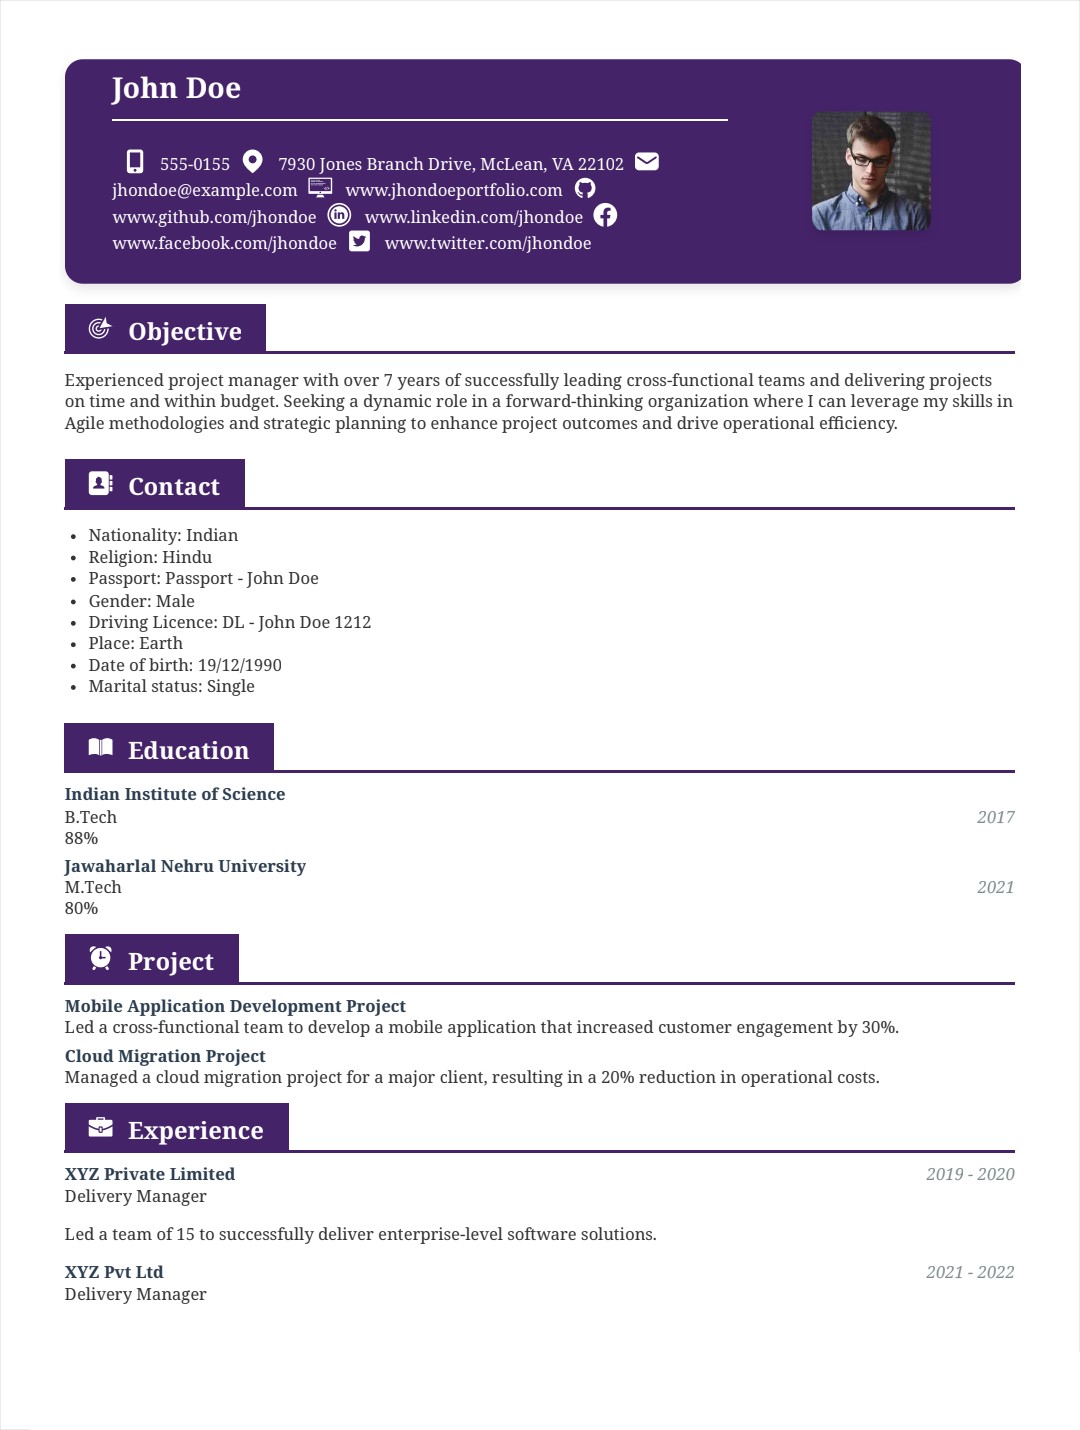 John Doe
555-0155 7930 Jones Branch Drive, McLean, VA 22102
jhondoe@example.com www.jhondoeportfolio.com
www.github.com/jhondoe www.linkedin.com/jhondoe
www.facebook.com/jhondoe www.twitter.com/jhondoe
Objective
Experienced project manager with over 7 years of successfully leading cross-functional teams and delivering projects
on time and within budget. Seeking a dynamic role in a forward-thinking organization where I can leverage my skills in
Agile methodologies and strategic planning to enhance project outcomes and drive operational efficiency.
Contact
• Nationality: Indian
• Religion: Hindu
• Passport: Passport - John Doe
• Gender: Male
• Driving Licence: DL - John Doe 1212
• Place: Earth
• Date of birth: 19/12/1990
• Marital status: Single
Education
Indian Institute of Science
B.Tech 2017
88%
Jawaharlal Nehru University
M.Tech 2021
80%
Project
Mobile Application Development Project
Led a cross-functional team to develop a mobile application that increased customer engagement by 30%.
Cloud Migration Project
Managed a cloud migration project for a major client, resulting in a 20% reduction in operational costs.
Experience
XYZ Private Limited 2019 - 2020
Delivery Manager
Led a team of 15 to successfully deliver enterprise-level software solutions.
XYZ Pvt Ltd 2021 - 2022
Delivery Manager